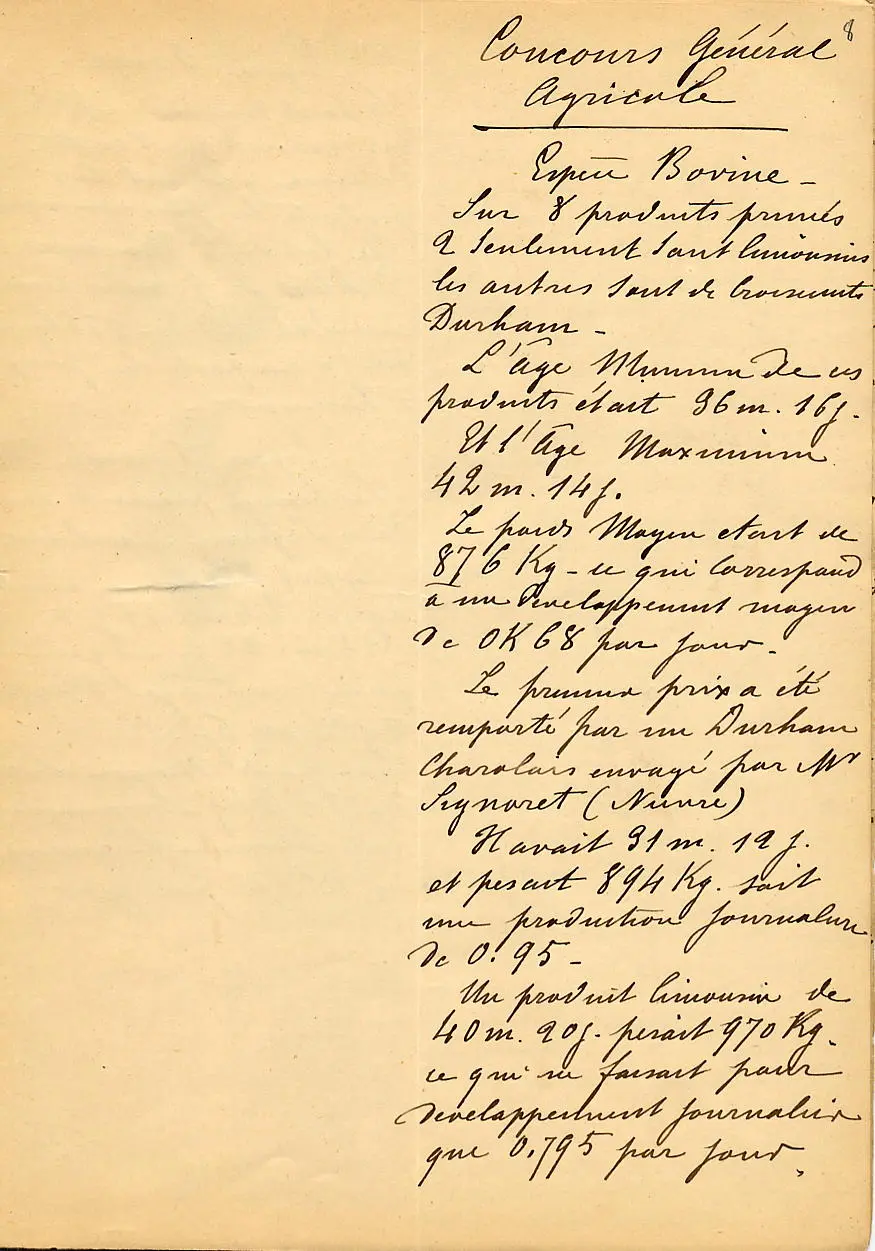 8
Concours Général
Agricole
Espèce Bovine -
Sur 8 produits primés
2 seulement sont limousins
les autres sont de Croisements
Durham -
L'âge Minimum de ces
produits était 36 m. 16 j.
Et l'âge Maximum
42 m. 14 j.
Le poids Moyen etait de
876 Kg - ce qui correspond
à un developpement moyen
de 0K 68 par jour -
Le premier prix a été
remporté par un Durham
Charolais envoyé par Mr
Signoret (Nièvre)
Il avait 31 m. 12 j.
et pesait 894 Kg. soit
une production journalière
de 0.95 -
Un produit limousin de
40 m. 20 j. pesait 970 Kg.
ce qui ne faisait pour
developpement journalier
que 0,795 par jour.